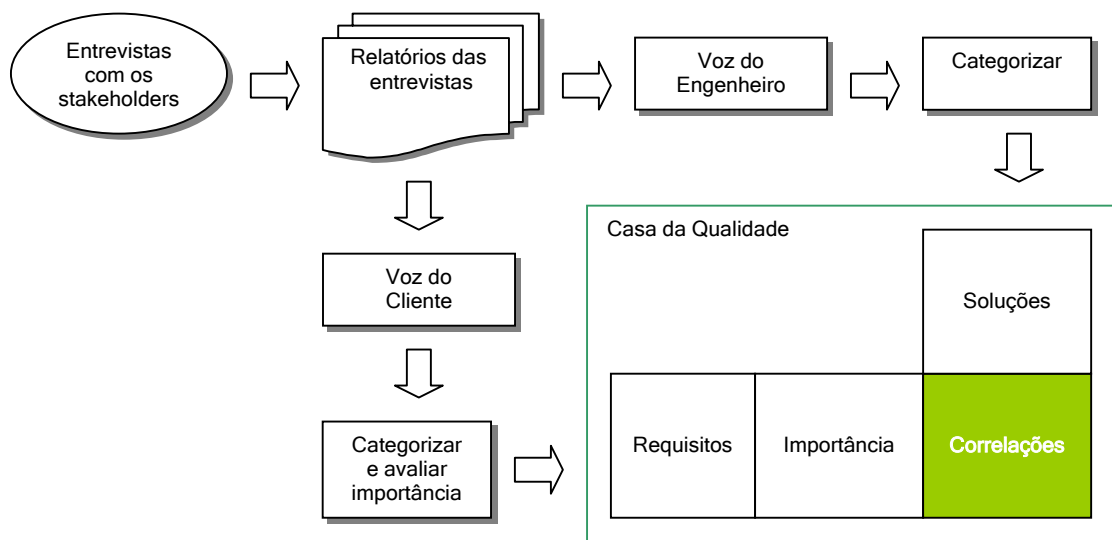 Entrevistas
com os
stakeholders
Relatórios das
entrevistas
Voz do
Engenheiro
Categorizar
Voz do
Cliente
Categorizar
e avaliar
importância
Casa da Qualidade
Soluções
Requisitos
Importância
Correlações